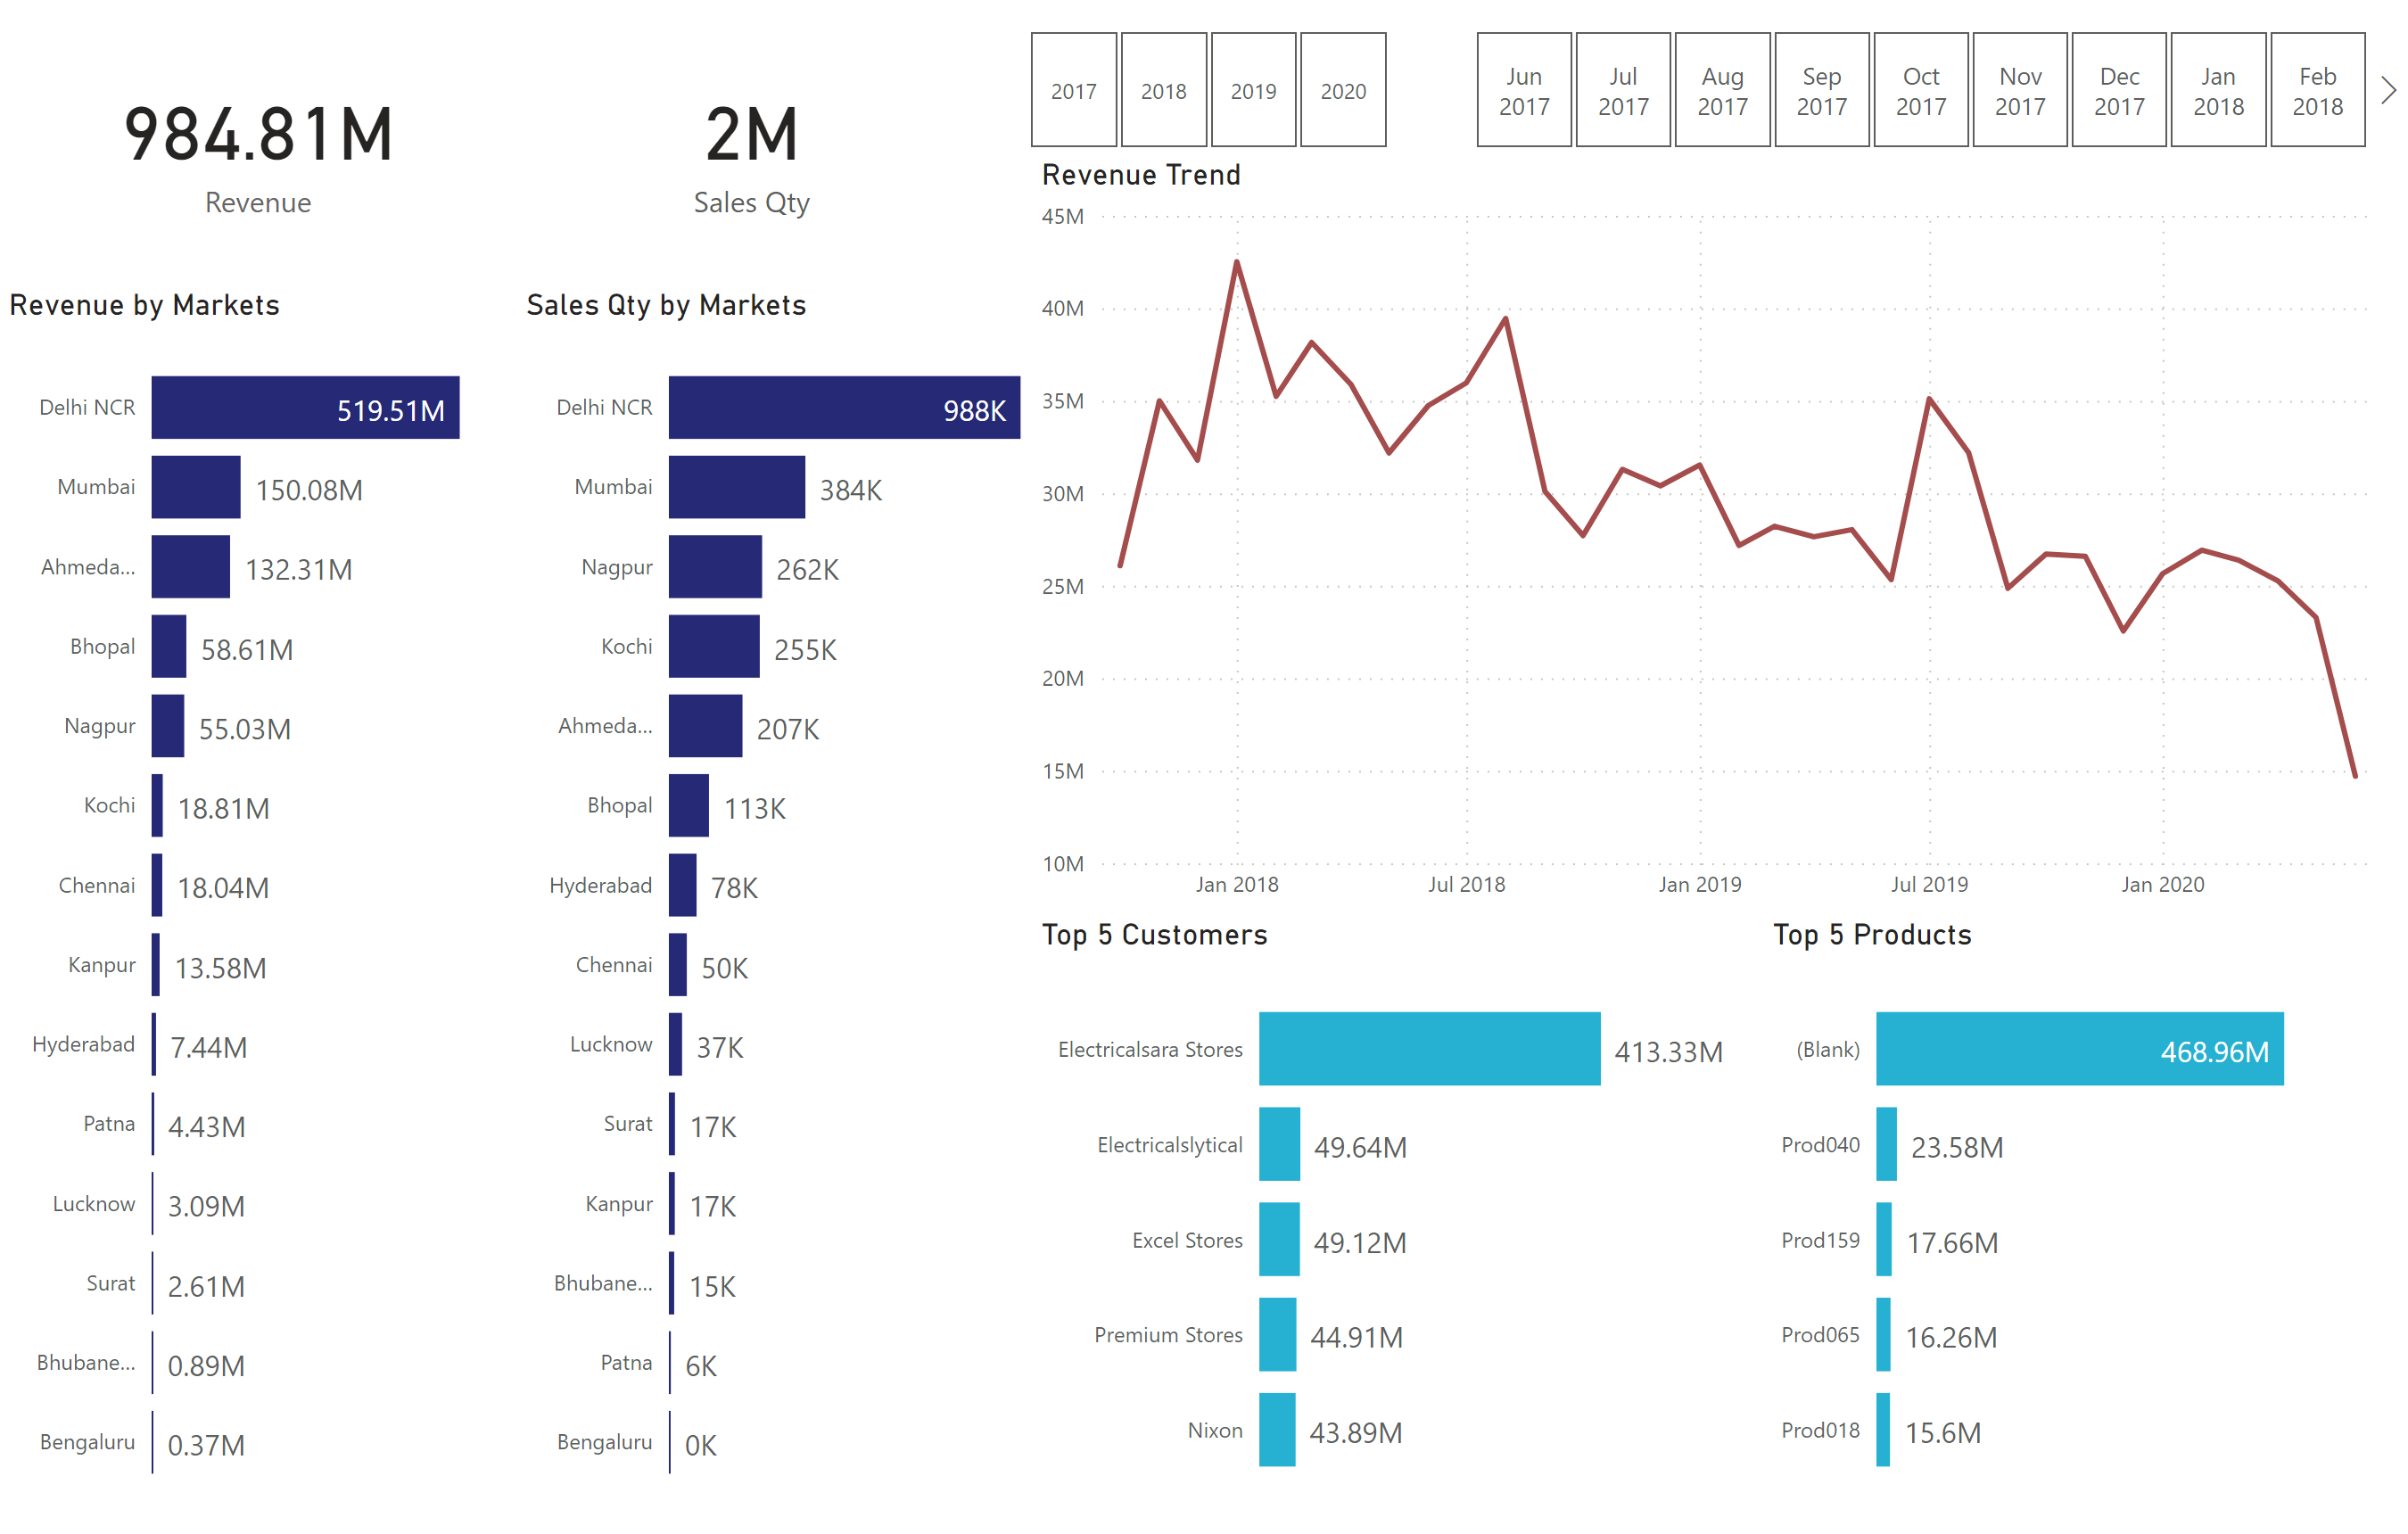 984.81M
Revenue
2M
Sales Qty
2017
2018
2019
2020
Jun
2017
Jul
2017
Aug
2017
Sep
2017
Oct
2017
Nov
2017
Dec
2017
Jan
2018
Feb
2018
Revenue by Markets
Delhi NCR 519.51M
Mumbai 150.08M
Ahmeda... 132.31M
Bhopal 58.61M
Nagpur 55.03M
Kochi 18.81M
Chennai 18.04M
Kanpur 13.58M
Hyderabad 7.44M
Patna 4.43M
Lucknow 3.09M
Surat 2.61M
Bhubane... 0.89M
Bengaluru 0.37M
Sales Qty by Markets
Delhi NCR 988K
Mumbai 384K
Nagpur 262K
Kochi 255K
Ahmeda... 207K
Bhopal 113K
Hyderabad 78K
Chennai 50K
Lucknow 37K
Surat 17K
Kanpur 17K
Bhubane... 15K
Patna 6K
Bengaluru 0K
Revenue Trend
45M
40M
35M
30M
25M
20M
15M
10M
Jan 2018 Jul 2018 Jan 2019 Jul 2019 Jan 2020
Top 5 Customers
Electricalsara Stores 413.33M
Electricalslytical 49.64M
Excel Stores 49.12M
Premium Stores 44.91M
Nixon 43.89M
Top 5 Products
(Blank) 468.96M
Prod040 23.58M
Prod159 17.66M
Prod065 16.26M
Prod018 15.6M